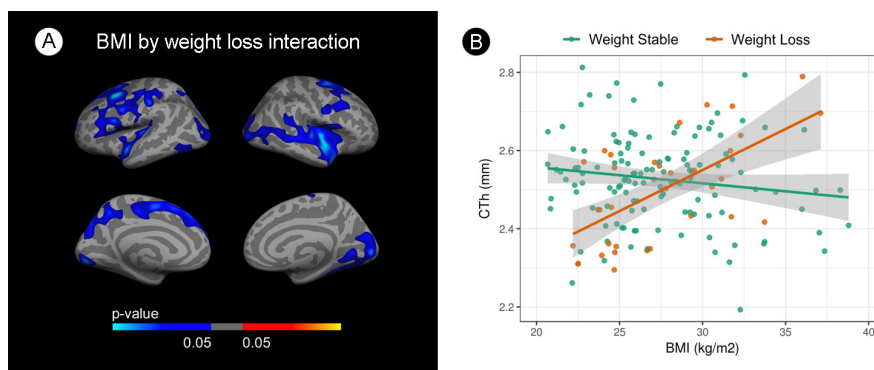 A BMI by weight loss interaction
p-value
0.05 0.05
B
Weight Stable Weight Loss
2.8
2.6
2.4
2.2
CTh (mm)
20 25 30 35 40
BMI (kg/m2)